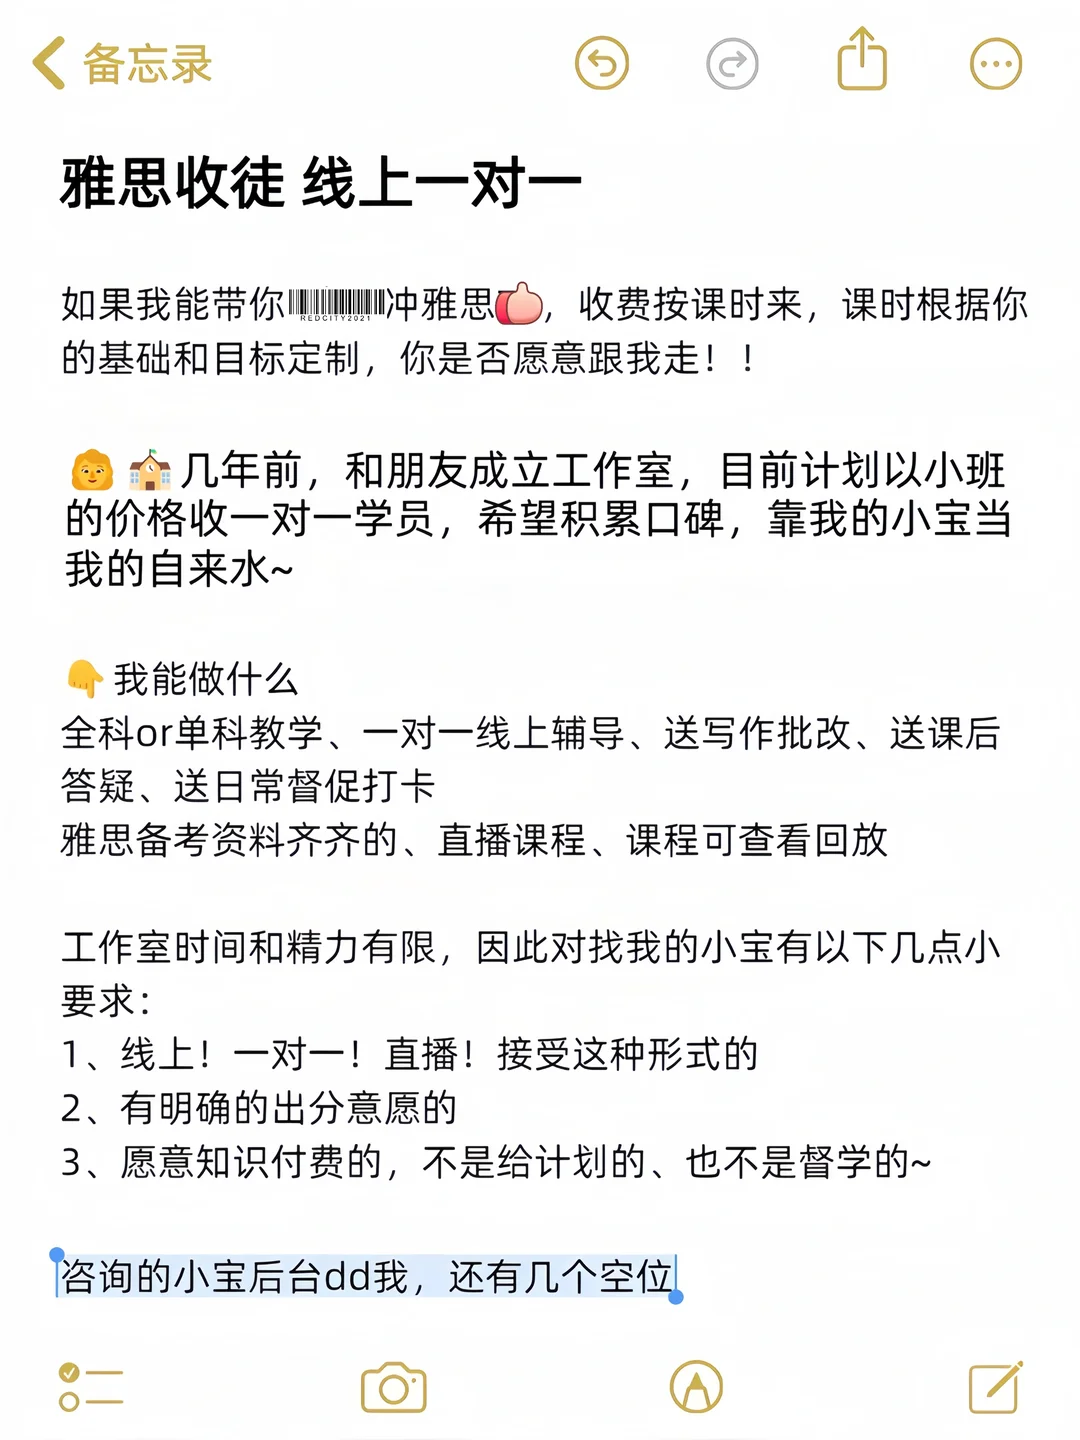 备忘录
雅思收徒 线上一对一
如果我能带你冲雅思，收费按课时来，课时根据你
REDCITY2021
的基础和目标定制，你是否愿意跟我走！！
几年前，和朋友成立工作室，目前计划以小班
的价格收一对一学员，希望积累口碑，靠我的小宝当
我的自来水~
我能做什么
全科or单科教学、一对一线上辅导、送写作批改、送课后
答疑、送日常督促打卡
雅思备考资料齐齐的、直播课程、课程可查看回放
工作室时间和精力有限，因此对找我的小宝有以下几点小
要求：
1、线上！一对一！直播！接受这种形式的
2、有明确的出分意愿的
3、愿意知识付费的，不是给计划的、也不是督学的~
咨询的小宝后台dd我，还有几个空位